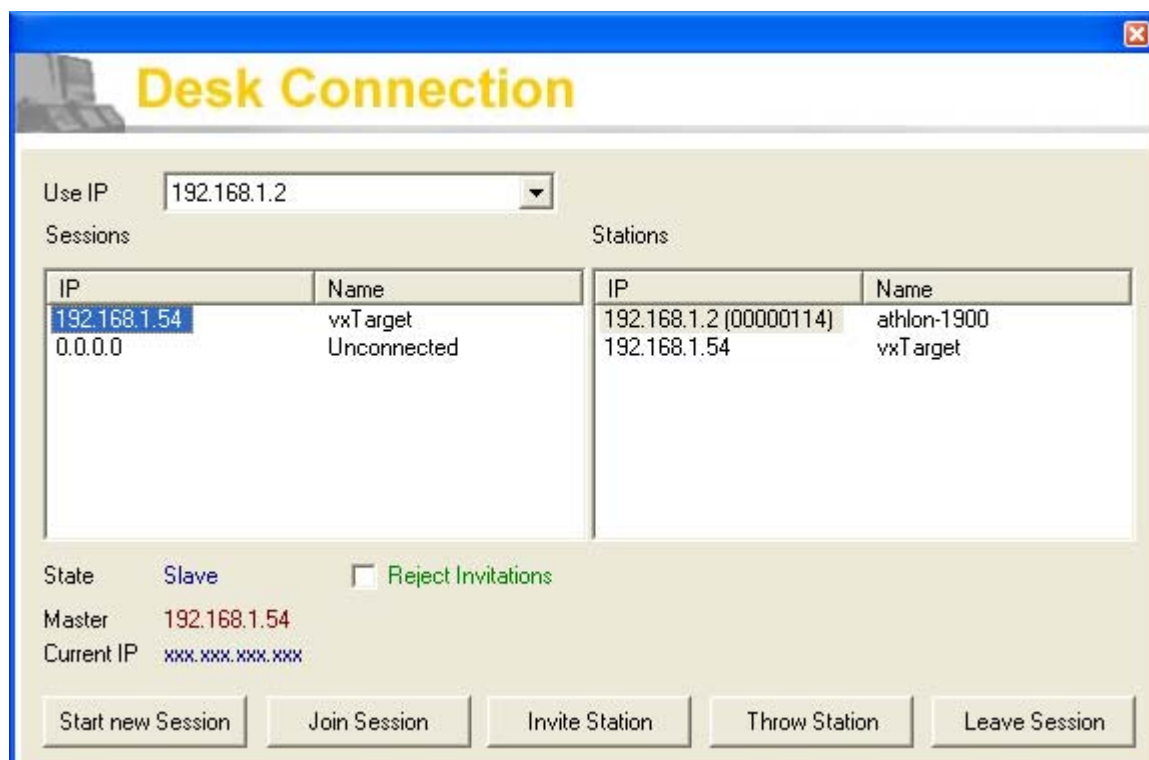 Desk Connection
Use IP 192.168.1.2
Sessions Stations
IP Name IP Name
192.168.1.54 vxTarget 192.168.1.2 (00000114) athlon-1900
0.0.0.0 Unconnected 192.168.1.54 vxTarget
State Slave Reject Invitations
Master 192.168.1.54
Current IP xxx.xxx.xxx.xxx
Start new Session Join Session Invite Station Throw Station Leave Session